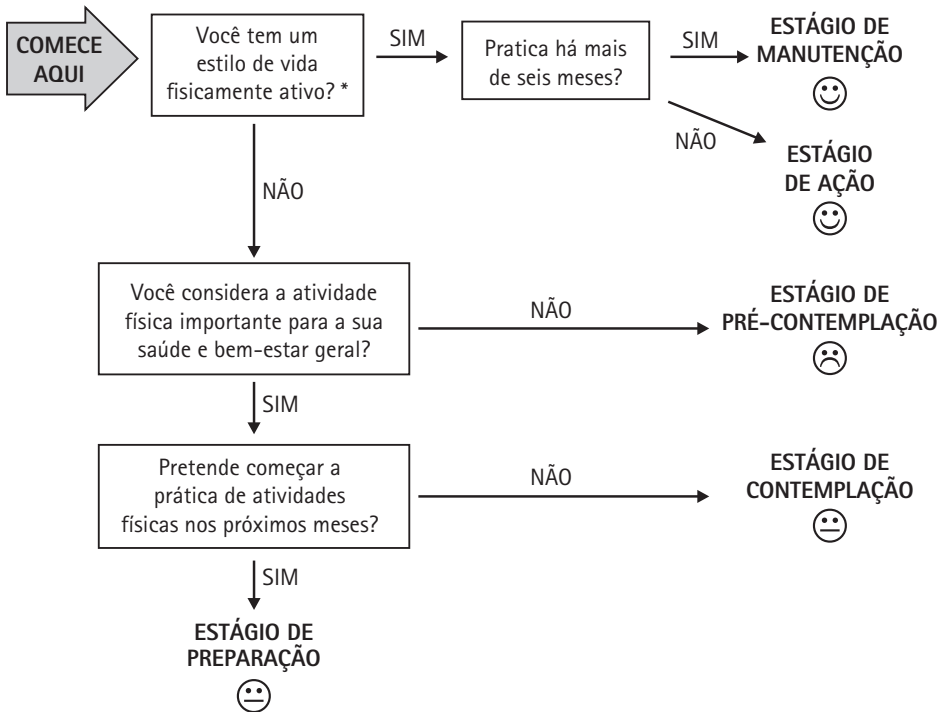 COMECE
AQUI
Você tem um
estilo de vida
fisicamente ativo? *
SIM
Pratica há mais
de seis meses?
SIM
ESTÁGIO DE
MANUTENÇÃO
NÃO
ESTÁGIO
DE AÇÃO
NÃO
Você considera a atividade
física importante para a sua
saúde e bem-estar geral?
NÃO
ESTÁGIO DE
PRÉ-CONTEMPLAÇÃO
SIM
Pretende começar a
prática de atividades
físicas nos próximos meses?
NÃO
ESTÁGIO DE
CONTEMPLAÇÃO
SIM
ESTÁGIO DE
PREPARAÇÃO